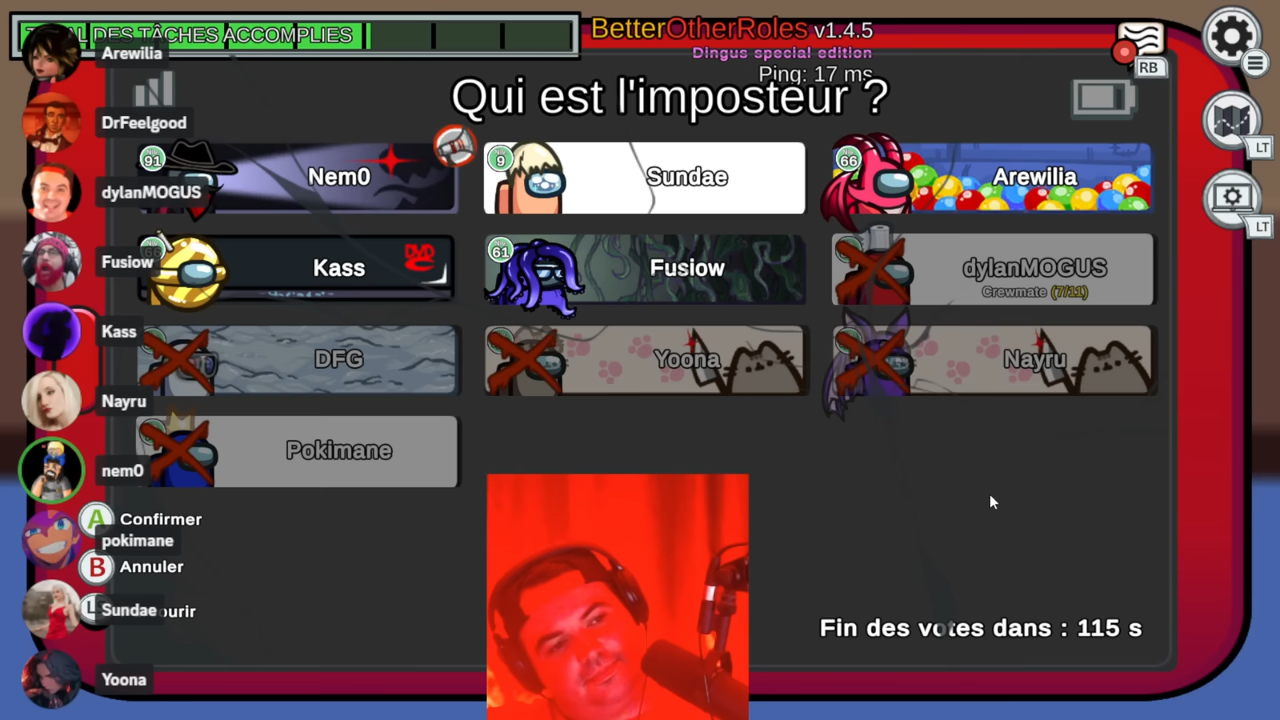 TOTAL DES TÂCHES ACCOMPLIES
BetterOtherRoles v1.4.5
Dingus special edition
Ping: 17 ms
RB
Qui est l'imposteur ?
LT
LT
91
Nem0
9
Sundae
66
Arewilia
Kass
DVD
61
Fusiow
dylanMOGUS
Crewmate (7/11)
DFG
Yoona
Nayru
Pokimane
Arewilia
DrFeelgood
dylanMOGUS
Fusiow
Kass
Nayru
nem0
A
Confirmer
pokimane
B
Annuler
Sundae
ourir
Yoona
Fin des votes dans : 115 s